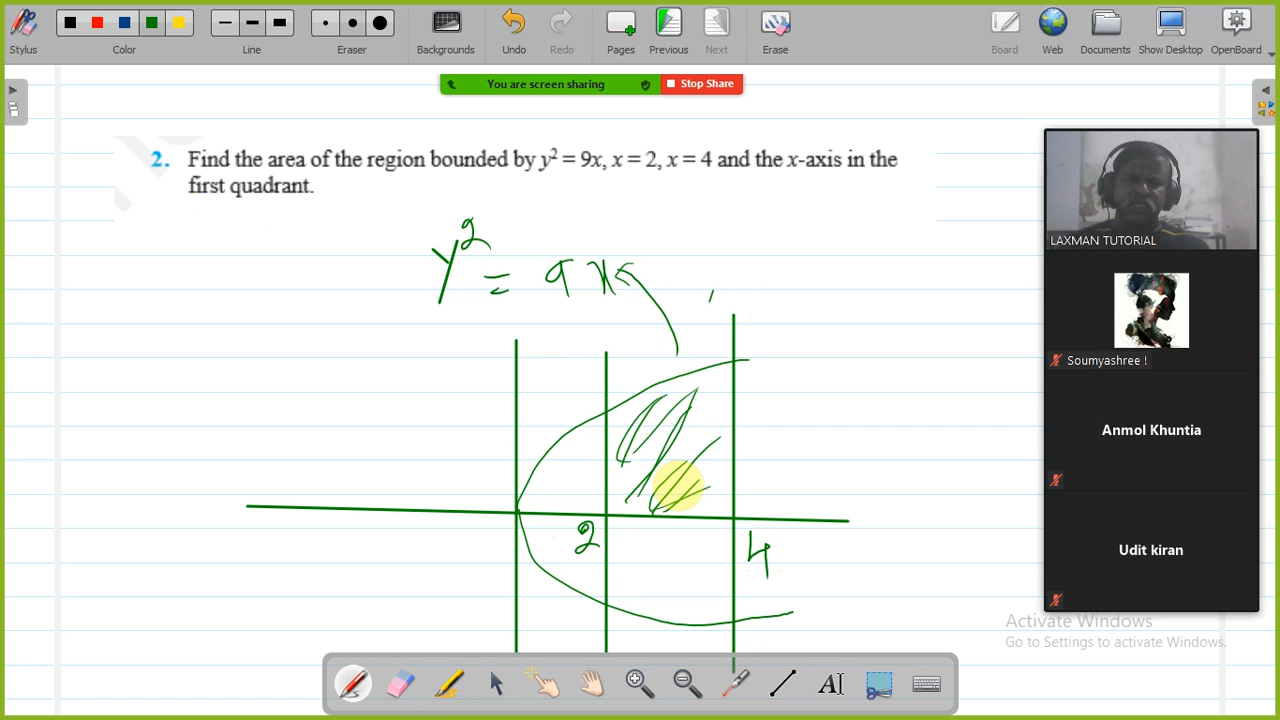 Stylus Color Line Eraser Backgrounds Undo Redo Pages Previous Next Erase Board Web Documents Show Desktop OpenBoard
You are screen sharing Stop Share
2. Find the area of the region bounded by y² = 9x, x = 2, x = 4 and the x-axis in the
first quadrant.
y² = 9x
2 4
LAXMAN TUTORIAL
Soumyashree !
Anmol Khuntia
Udit kiran
Activate Windows
Go to Settings to activate Windows.
AI